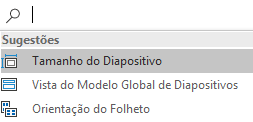 Sugestões
Tamanho do Diapositivo
Vista do Modelo Global de Diapositivos
Orientação do Folheto